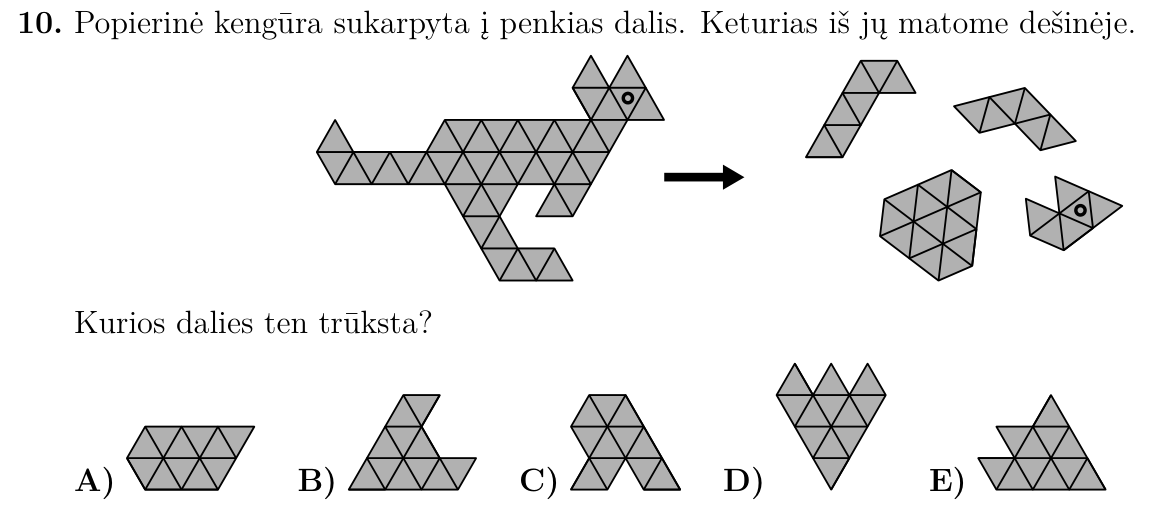 10. Popierinė kengūra sukarpyta į penkias dalis. Keturias iš jų matome dešinėje.
Kurios dalies ten trūksta?
A) B) C) D) E)